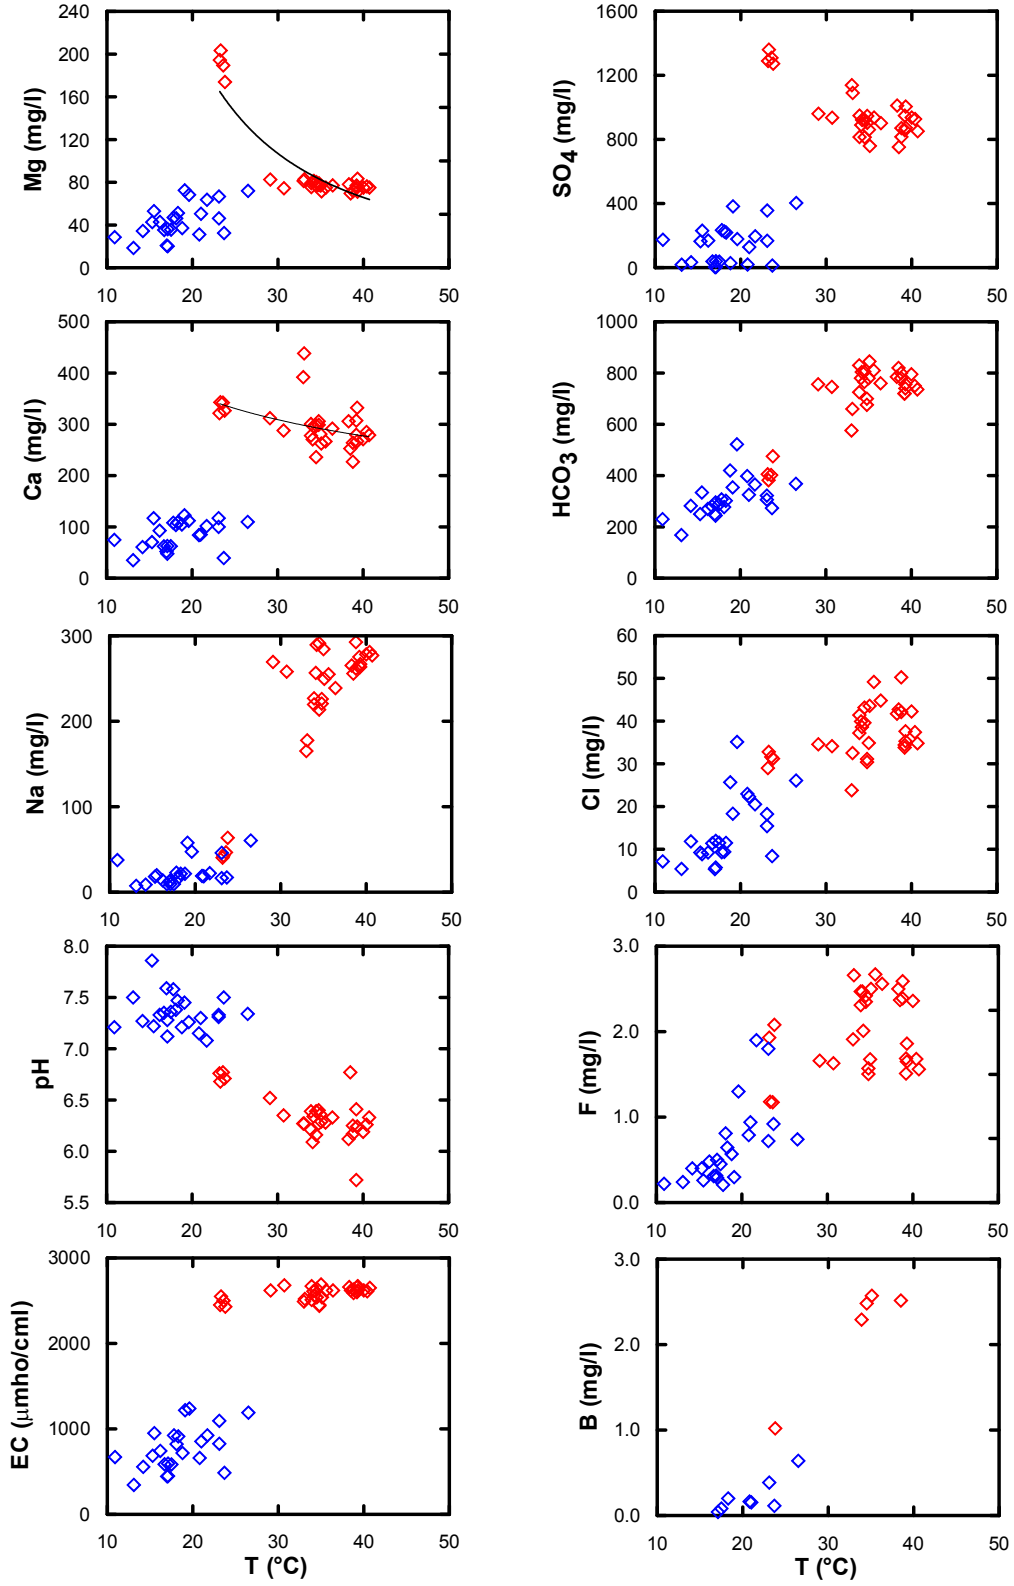 240
200
160
120
80
40
0
Mg (mg/l)
10 20 30 40 50
1600
1200
800
400
0
SO4 (mg/l)
10 20 30 40 50
500
400
300
200
100
0
Ca (mg/l)
10 20 30 40 50
1000
800
600
400
200
0
HCO3 (mg/l)
10 20 30 40 50
300
200
100
0
Na (mg/l)
10 20 30 40 50
60
50
40
30
20
10
0
Cl (mg/l)
10 20 30 40 50
8.0
7.5
7.0
6.5
6.0
5.5
pH
10 20 30 40 50
3.0
2.0
1.0
0.0
F (mg/l)
10 20 30 40 50
3000
2000
1000
0
EC (µmho/cml)
10 20 30 40 50
T (°C)
3.0
2.0
1.0
0.0
B (mg/l)
10 20 30 40 50
T (°C)